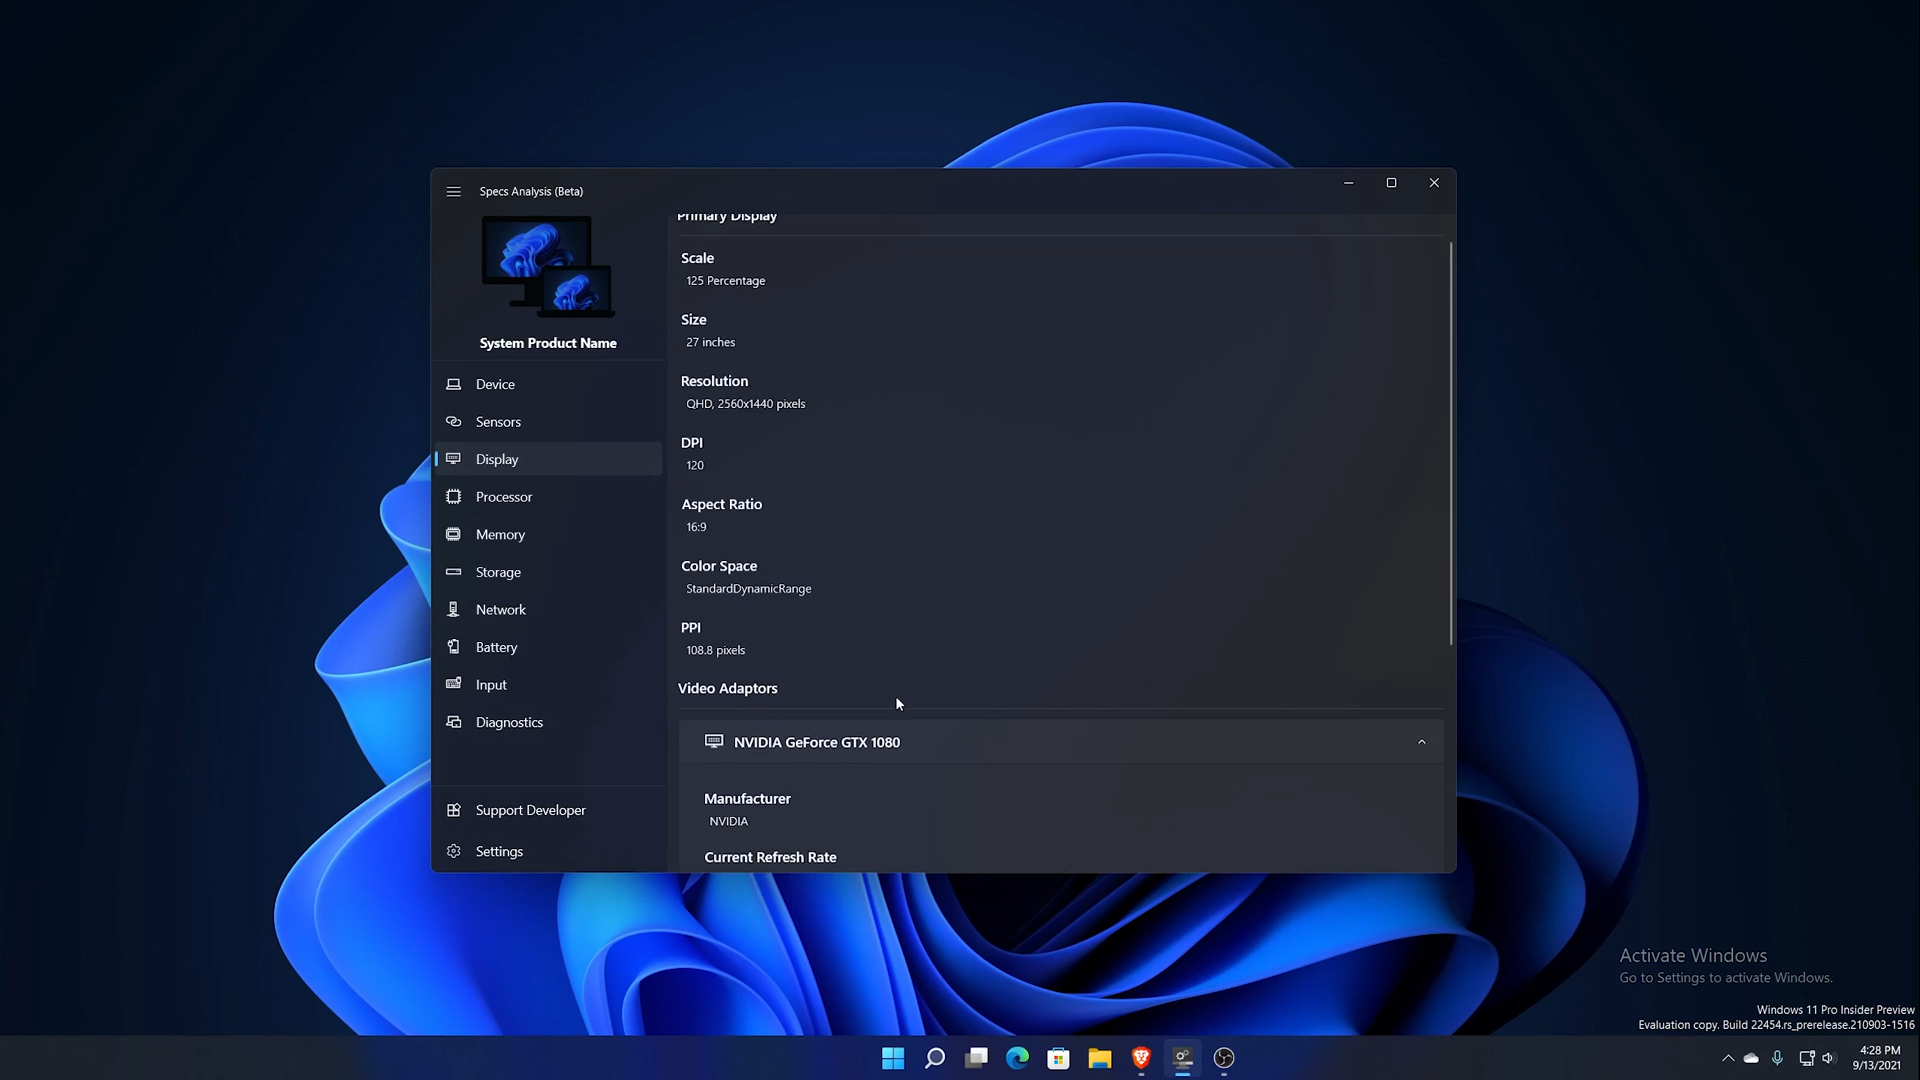 Specs Analysis (Beta)
System Product Name
Device
Sensors
Display
Processor
Memory
Storage
Network
Battery
Input
Diagnostics
Support Developer
Settings
Primary Display
Scale
125 Percentage
Size
27 inches
Resolution
QHD, 2560x1440 pixels
DPI
120
Aspect Ratio
16:9
Color Space
StandardDynamicRange
PPI
108.8 pixels
Video Adaptors
NVIDIA GeForce GTX 1080
Manufacturer
NVIDIA
Current Refresh Rate
Activate Windows
Go to Settings to activate Windows.
Windows 11 Pro Insider Preview
Evaluation copy. Build 22454.rs_prerelease.210903-1516
4:28 PM
9/13/2021